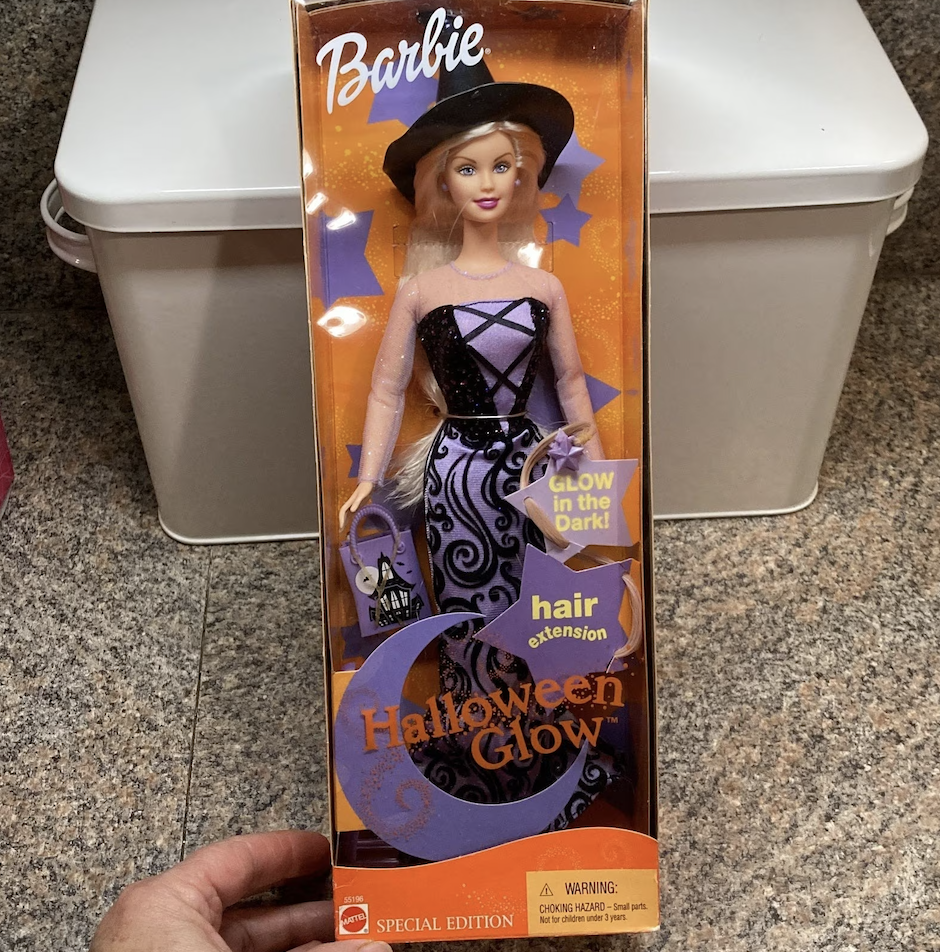 Barbie
GLOW
in the
Dark!
hair
extension
Halloween
Glow™
55198
MATTEL
SPECIAL EDITION
⚠ WARNING:
CHOKING HAZARD – Small parts.
Not for children under 3 years.